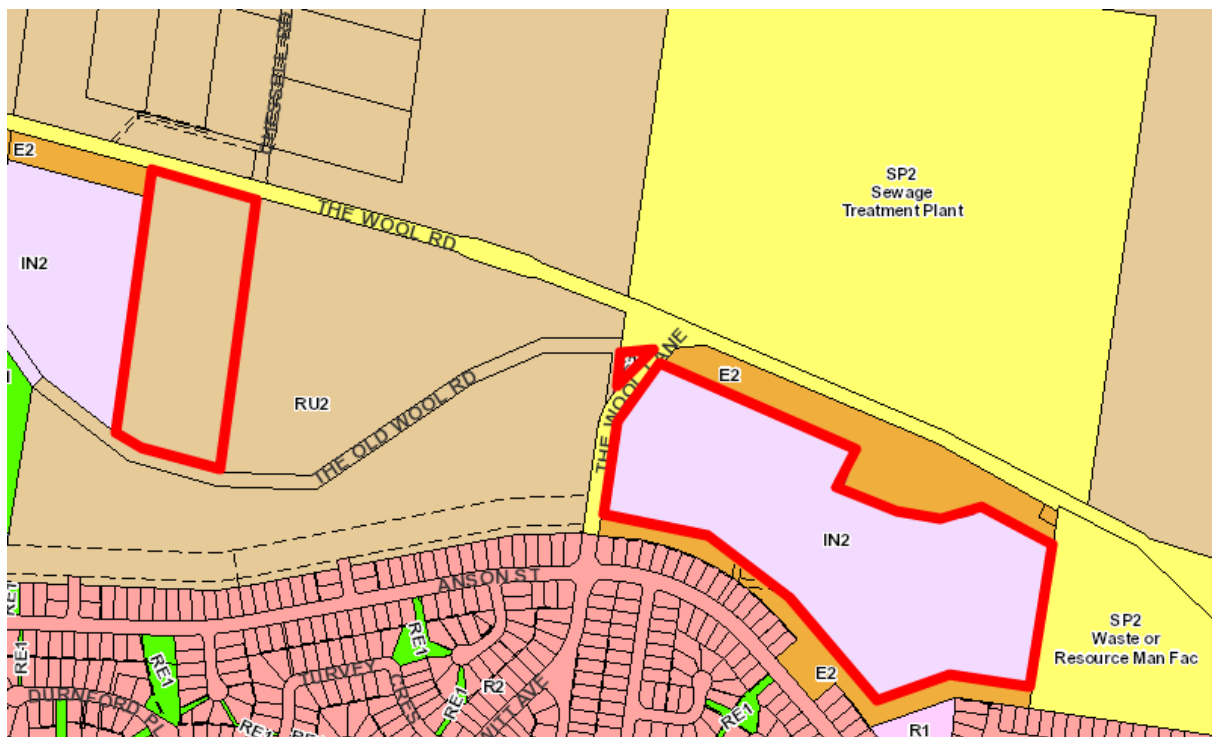 E2
THE WOOL RD
SP2
Sewage
Treatment Plant
IN2
THE WOOL LANE
E2
RU2
THE OLD WOOL RD
IN2
ANSON ST
SP2
Waste or
Resource Man Fac
RE1
RE1
RE1
TURVEY
CRES
R2
E2
RE1
RE1
DURNFORD PL
RE1
R1